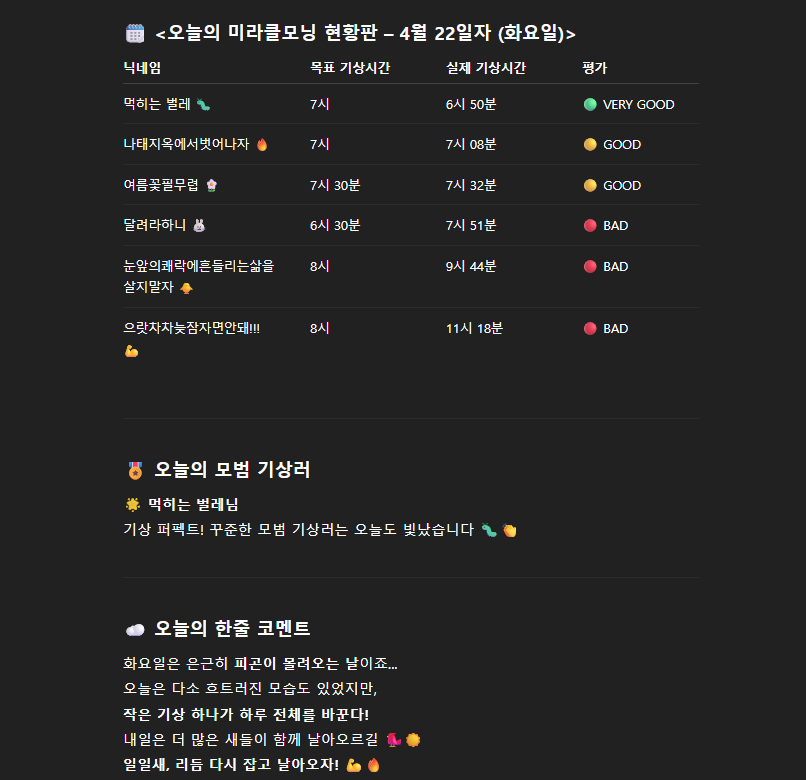 🗓️ <오늘의 미라클모닝 현황판 – 4월 22일자 (화요일)>
닉네임 목표 기상시간 실제 기상시간 평가
먹히는 벌레 🐛 7시 6시 50분 🟢 VERY GOOD
나태지옥에서벗어나자 🔥 7시 7시 08분 🟡 GOOD
여름꽃필무렵 🌸 7시 30분 7시 32분 🟡 GOOD
달려라하니 🐰 6시 30분 7시 51분 🔴 BAD
눈앞의쾌락에흔들리는삶을 8시 9시 44분 🔴 BAD
살지말자 🐥
으랏차차늦잠자면안돼!!! 8시 11시 18분 🔴 BAD
💪
🏅 오늘의 모범 기상러
🌟 먹히는 벌레님
기상 퍼펙트! 꾸준한 모범 기상러는 오늘도 빛났습니다 🐛👏
☁️ 오늘의 한줄 코멘트
화요일은 은근히 피곤이 몰려오는 날이죠...
오늘은 다소 흐트러진 모습도 있었지만,
작은 기상 하나가 하루 전체를 바꾼다!
내일은 더 많은 새들이 함께 날아오르길 🐦🌞
일일새, 리듬 다시 잡고 날아오자! 💪🔥